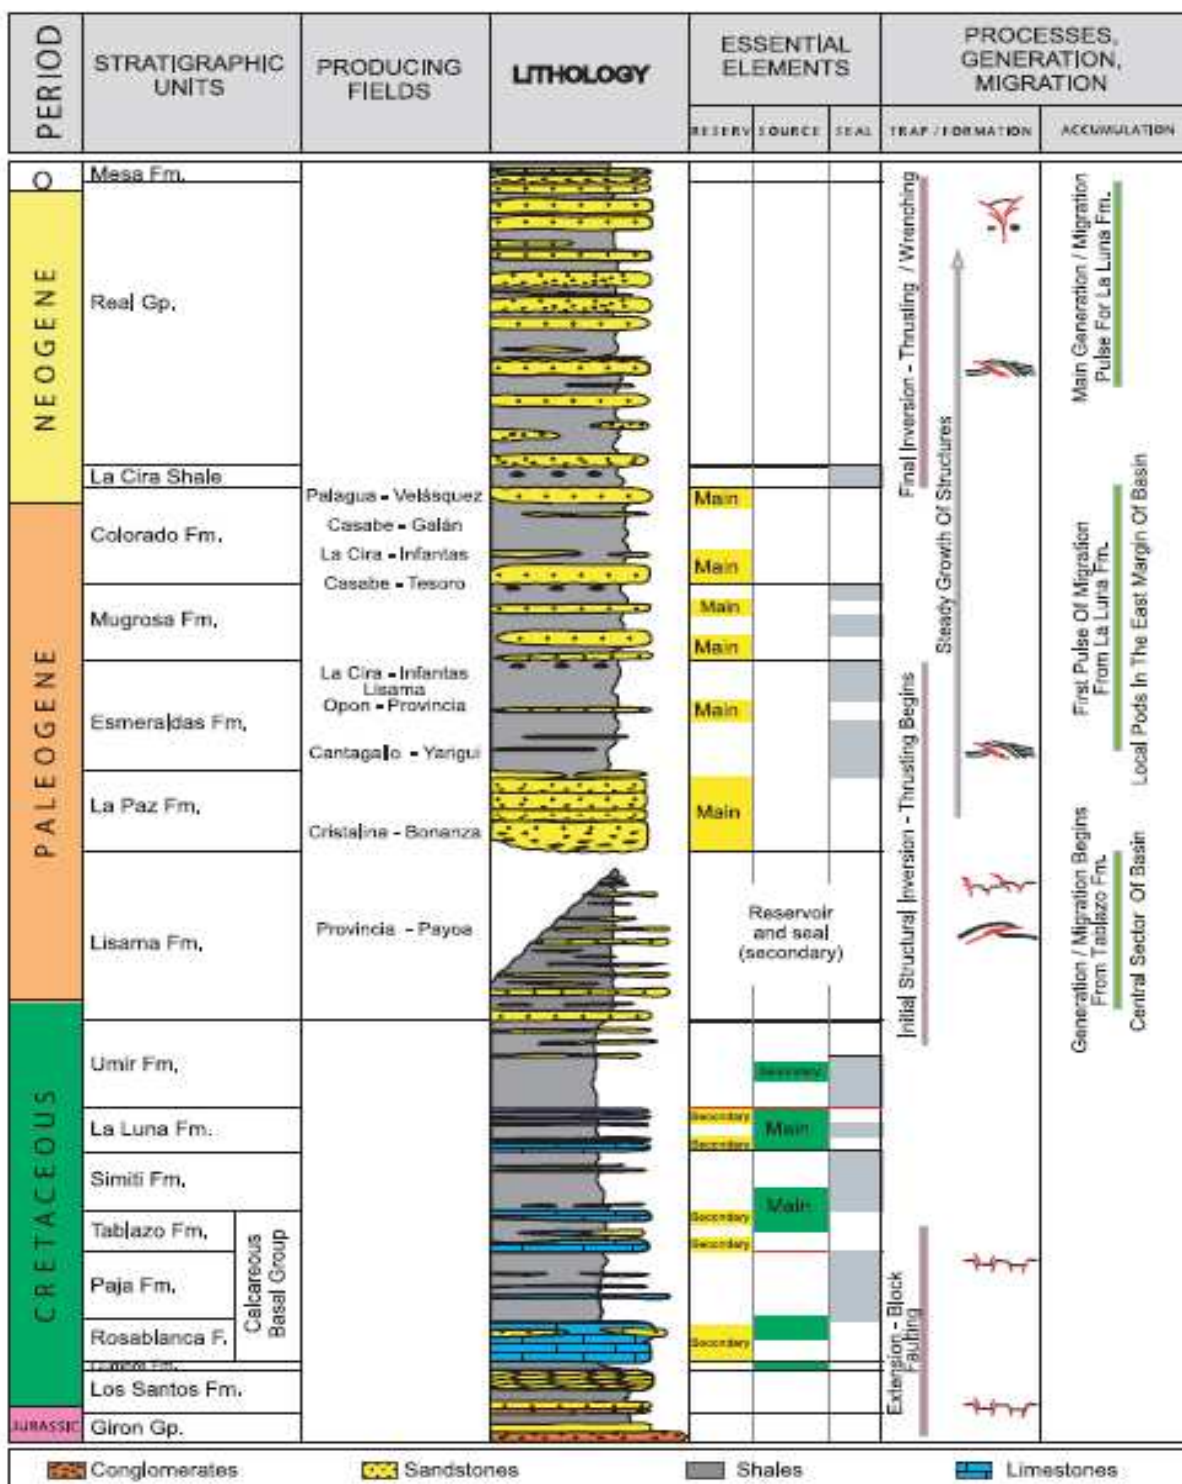 PERIOD
STRATIGRAPHIC
UNITS
PRODUCING
FIELDS
LITHOLOGY
ESSENTIAL
ELEMENTS
PROCESSES,
GENERATION,
MIGRATION
RESERV
SOURCE
SEAL
TRAP / FORMATION
ACCUMULATION
Q
NEOGENE
PALEOGENE
CRETACEOUS
JURASSIC
Mesa Fm.
Real Gp.
La Cira Shale
Colorado Fm.
Mugrosa Fm.
Esmeraldas Fm.
La Paz Fm.
Lisama Fm.
Umir Fm.
La Luna Fm.
Simiti Fm.
Tablazo Fm.
Paja Fm.
Rosablanca F.
Calcareous
Basal Group
Los Santos Fm.
Giron Gp.
Palagua - Velásquez
Casabe - Galán
La Cira - Infantas
Casabe - Tesoro
La Cira - Infantas
Lisama
Opon - Provincia
Cantagallo - Yarigui
Cristalina - Bonanza
Provincia - Payoa
Main
Main
Main
Main
Main
Main
Reservoir
and seal
(secondary)
Secondary
Secondary
Main
Secondary
Main
Secondary
Secondary
Secondary
Final Inversion - Thrusting / Wrenching
Initial Structural Inversion - Thrusting Begins
Extension - Block
Faulting
Steady Growth Of Structures
Main Generation / Migration
Pulse For La Luna Fm.
First Pulse Of Migration
From La Luna Fm.
Local Pods In The East Margin Of Basin
Generation / Migration Begins
From Tablazo Fm.
Central Sector Of Basin
Conglomerates
Sandstones
Shales
Limestones